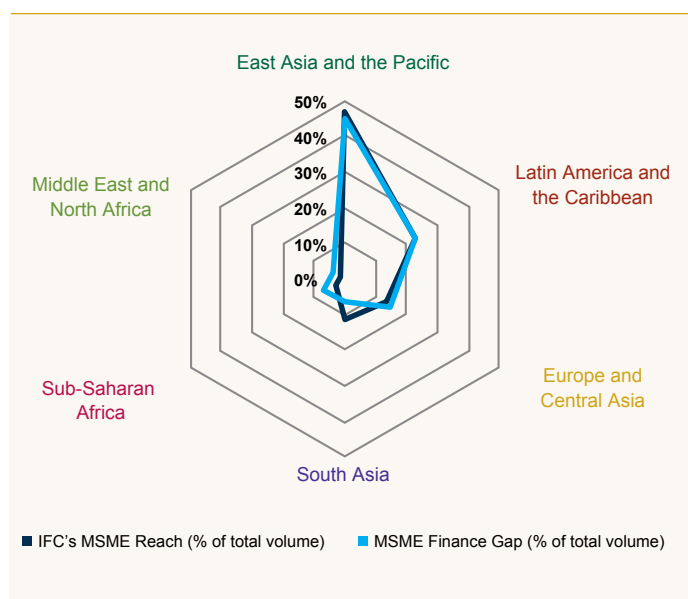 East Asia and the Pacific
50%
40%
30%
20%
10%
0%
Latin America and
the Caribbean
Middle East and
North Africa
Europe and
Central Asia
Sub-Saharan
Africa
South Asia
IFC's MSME Reach (% of total volume)
MSME Finance Gap (% of total volume)